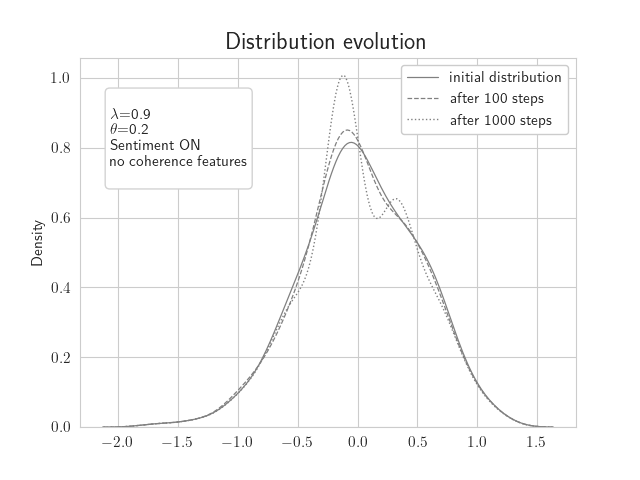 Distribution evolution
initial distribution
after 100 steps
after 1000 steps
λ=0.9
θ=0.2
Sentiment ON
no coherence features
Density
1.0
0.8
0.6
0.4
0.2
0.0
−2.0 −1.5 −1.0 −0.5 0.0 0.5 1.0 1.5